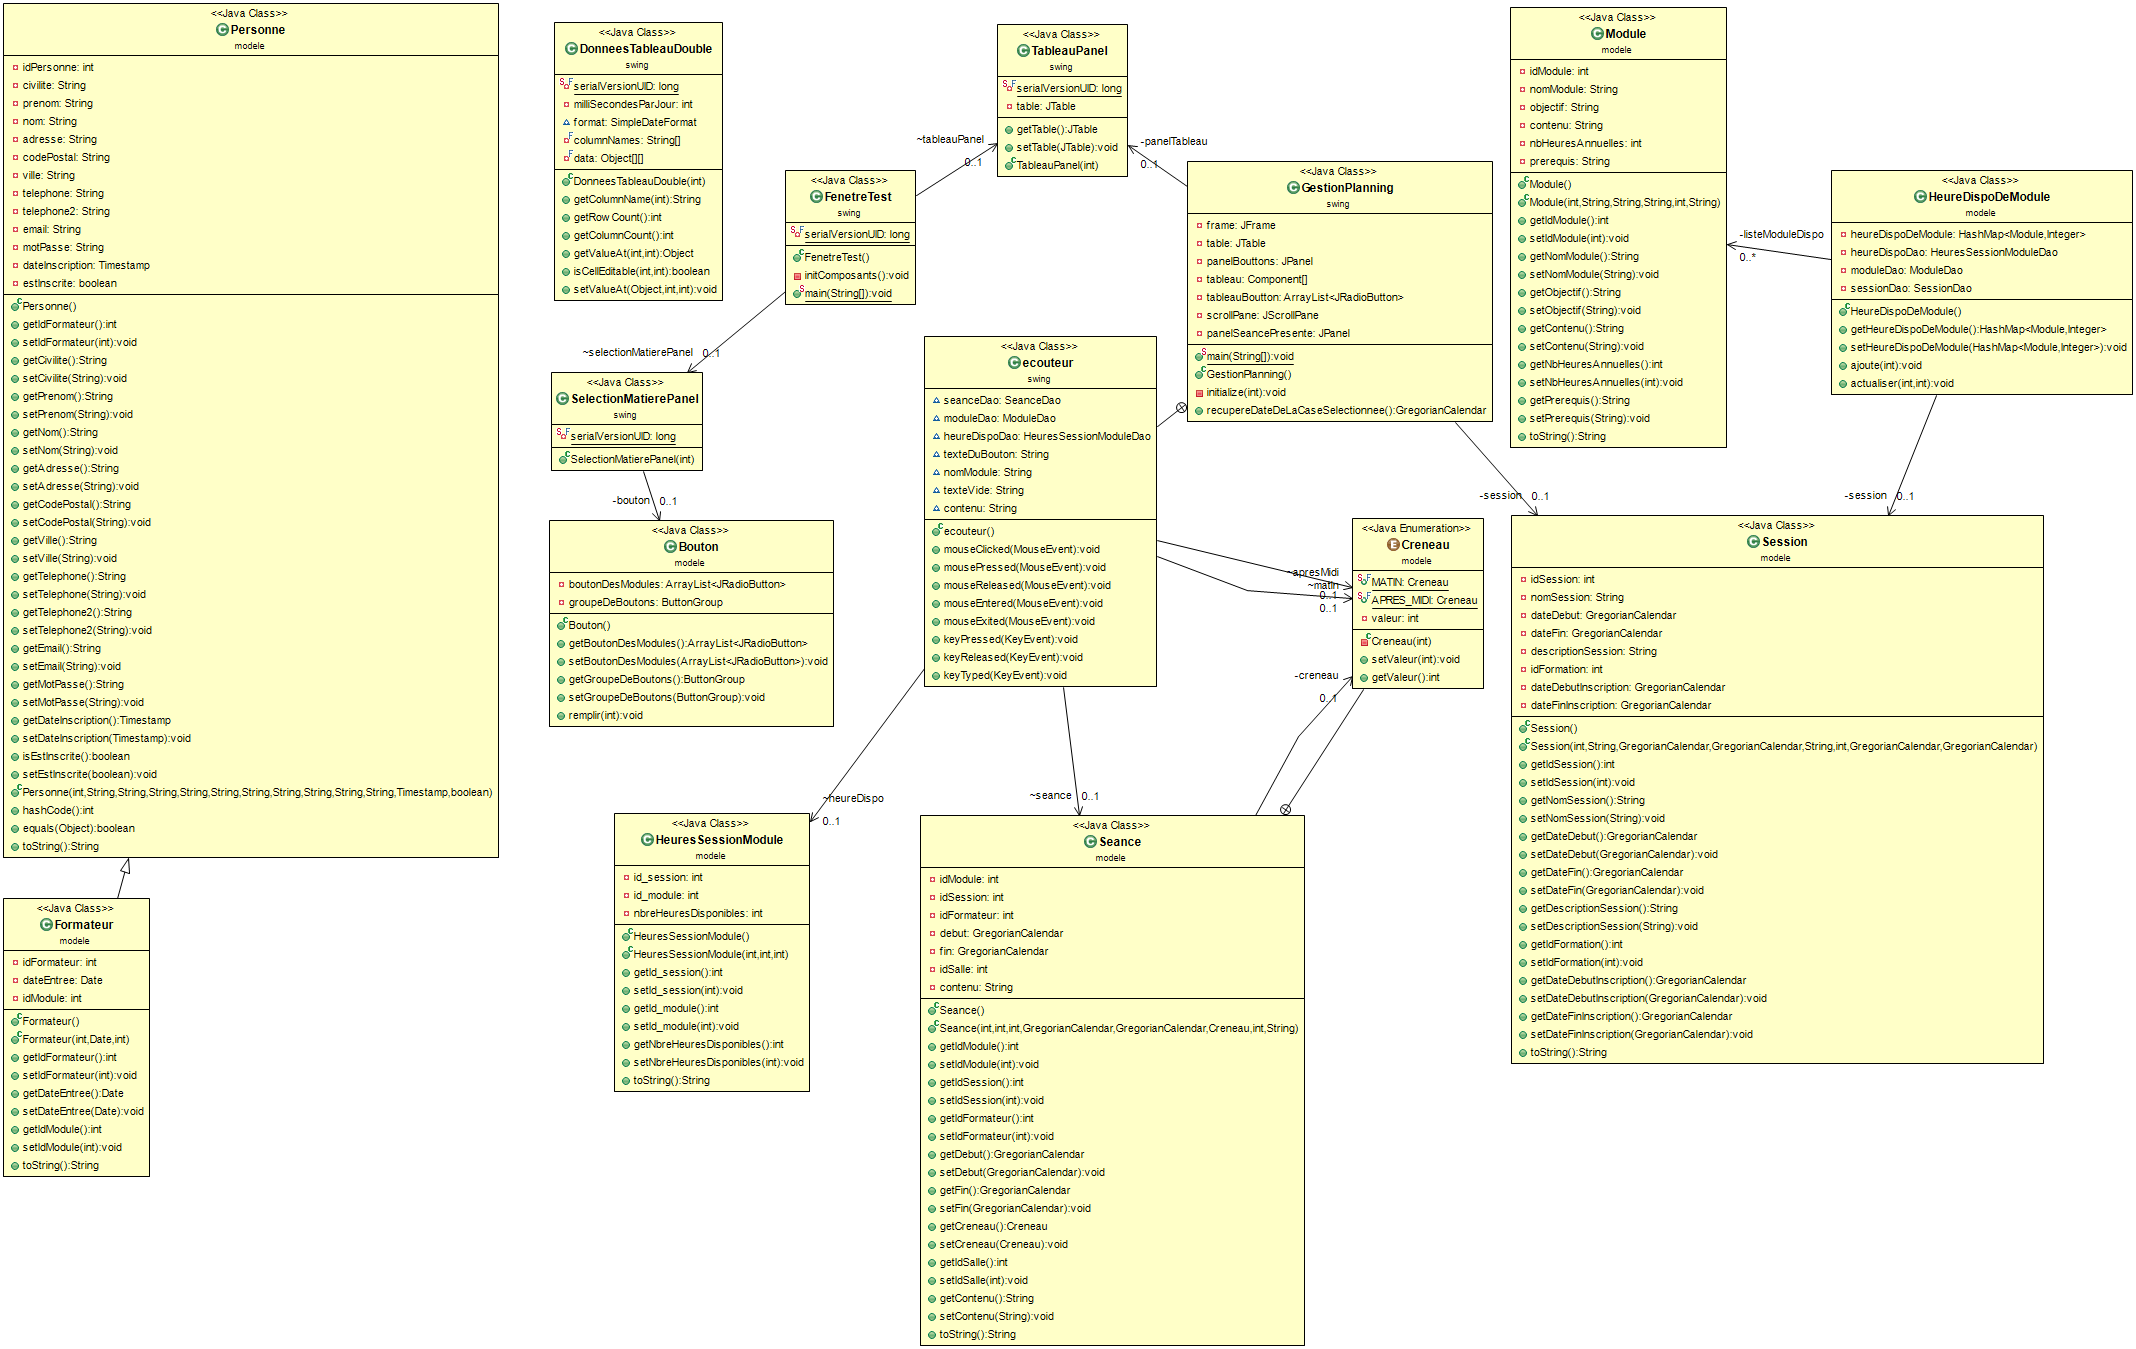 <<Java Class>>
Personne
modele
idPersonne: int
civilite: String
prenom: String
nom: String
adresse: String
codePostal: String
ville: String
telephone: String
telephone2: String
email: String
motPasse: String
dateInscription: Timestamp
estInscrite: boolean
Personne()
getIdFormateur():int
setIdFormateur(int):void
getCivilite():String
setCivilite(String):void
getPrenom():String
setPrenom(String):void
getNom():String
setNom(String):void
getAdresse():String
setAdresse(String):void
getCodePostal():String
setCodePostal(String):void
getVille():String
setVille(String):void
getTelephone():String
setTelephone(String):void
getTelephone2():String
setTelephone2(String):void
getEmail():String
setEmail(String):void
getMotPasse():String
setMotPasse(String):void
getDateInscription():Timestamp
setDateInscription(Timestamp):void
isEstInscrite():boolean
setEstInscrite(boolean):void
Personne(int,String,String,String,String,String,String,String,String,String,String,Timestamp,boolean)
hashCode():int
equals(Object):boolean
toString():String
<<Java Class>>
Formateur
modele
idFormateur: int
dateEntree: Date
idModule: int
Formateur()
Formateur(int,Date,int)
getIdFormateur():int
setIdFormateur(int):void
getDateEntree():Date
setDateEntree(Date):void
getIdModule():int
setIdModule(int):void
toString():String
<<Java Class>>
DonneesTableauDouble
swing
serialVersionUID: long
milliSecondesParJour: int
format: SimpleDateFormat
columnNames: String[]
data: Object[][]
DonneesTableauDouble(int)
getColumnName(int):String
getRowCount():int
getColumnCount():int
getValueAt(int,int):Object
isCellEditable(int,int):boolean
setValueAt(Object,int,int):void
<<Java Class>>
FenetreTest
swing
serialVersionUID: long
FenetreTest()
initComposants():void
main(String[]):void
~tableauPanel
0..1
~selectionMatierePanel
0..1
<<Java Class>>
TableauPanel
swing
serialVersionUID: long
table: JTable
getTable():JTable
setTable(JTable):void
TableauPanel(int)
-panelTableau
0..1
<<Java Class>>
SelectionMatierePanel
swing
serialVersionUID: long
SelectionMatierePanel(int)
-bouton
0..1
<<Java Class>>
Bouton
modele
boutonDesModules: ArrayList<JRadioButton>
groupeDeBoutons: ButtonGroup
Bouton()
getBoutonDesModules():ArrayList<JRadioButton>
setBoutonDesModules(ArrayList<JRadioButton>):void
getGroupeDeBoutons():ButtonGroup
setGroupeDeBoutons(ButtonGroup):void
remplir(int):void
<<Java Class>>
GestionPlanning
swing
frame: JFrame
table: JTable
panelBouttons: JPanel
tableau: Component[]
tableauBoutton: ArrayList<JRadioButton>
scrollPane: JScrollPane
panelSeancePresente: JPanel
main(String[]):void
GestionPlanning()
initialize(int):void
recupereDateDeLaCaseSelectionnee():GregorianCalendar
-session
0..1
<<Java Class>>
ecouteur
swing
seanceDao: SeanceDao
moduleDao: ModuleDao
heureDispoDao: HeuresSessionModuleDao
texteDuBouton: String
nomModule: String
texteVide: String
contenu: String
ecouteur()
mouseClicked(MouseEvent):void
mousePressed(MouseEvent):void
mouseReleased(MouseEvent):void
mouseEntered(MouseEvent):void
mouseExited(MouseEvent):void
keyPressed(KeyEvent):void
keyReleased(KeyEvent):void
keyTyped(KeyEvent):void
~apresMidi
~matin
0..1
0..1
<<Java Enumeration>>
Creneau
modele
MATIN: Creneau
APRES_MIDI: Creneau
valeur: int
Creneau(int)
setValeur(int):void
getValeur():int
-creneau
0..1
~heureDispo
0..1
~seance
0..1
<<Java Class>>
HeuresSessionModule
modele
id_session: int
id_module: int
nbreHeuresDisponibles: int
HeuresSessionModule()
HeuresSessionModule(int,int,int)
getId_session():int
setId_session(int):void
getId_module():int
setId_module(int):void
getNbreHeuresDisponibles():int
setNbreHeuresDisponibles(int):void
toString():String
<<Java Class>>
Seance
modele
idModule: int
idSession: int
idFormateur: int
debut: GregorianCalendar
fin: GregorianCalendar
idSalle: int
contenu: String
Seance()
Seance(int,int,int,GregorianCalendar,GregorianCalendar,Creneau,int,String)
getIdModule():int
setIdModule(int):void
getIdSession():int
setIdSession(int):void
getIdFormateur():int
setIdFormateur(int):void
getDebut():GregorianCalendar
setDebut(GregorianCalendar):void
getFin():GregorianCalendar
setFin(GregorianCalendar):void
getCreneau():Creneau
setCreneau(Creneau):void
getIdSalle():int
setIdSalle(int):void
getContenu():String
setContenu(String):void
toString():String
<<Java Class>>
Module
modele
idModule: int
nomModule: String
objectif: String
contenu: String
nbHeuresAnnuelles: int
prerequis: String
Module()
Module(int,String,String,String,int,String)
getIdModule():int
setIdModule(int):void
getNomModule():String
setNomModule(String):void
getObjectif():String
setObjectif(String):void
getContenu():String
setContenu(String):void
getNbHeuresAnnuelles():int
setNbHeuresAnnuelles(int):void
getPrerequis():String
setPrerequis(String):void
toString():String
-listeModuleDispo
0..*
<<Java Class>>
HeureDispoDeModule
modele
heureDispoDeModule: HashMap<Module,Integer>
heureDispoDao: HeuresSessionModuleDao
moduleDao: ModuleDao
sessionDao: SessionDao
HeureDispoDeModule()
getHeureDispoDeModule():HashMap<Module,Integer>
setHeureDispoDeModule(HashMap<Module,Integer>):void
ajoute(int):void
actualiser(int,int):void
-session
0..1
<<Java Class>>
Session
modele
idSession: int
nomSession: String
dateDebut: GregorianCalendar
dateFin: GregorianCalendar
descriptionSession: String
idFormation: int
dateDebutInscription: GregorianCalendar
dateFinInscription: GregorianCalendar
Session()
Session(int,String,GregorianCalendar,GregorianCalendar,String,int,GregorianCalendar,GregorianCalendar)
getIdSession():int
setIdSession(int):void
getNomSession():String
setNomSession(String):void
getDateDebut():GregorianCalendar
setDateDebut(GregorianCalendar):void
getDateFin():GregorianCalendar
setDateFin(GregorianCalendar):void
getDescriptionSession():String
setDescriptionSession(String):void
getIdFormation():int
setIdFormation(int):void
getDateDebutInscription():GregorianCalendar
setDateDebutInscription(GregorianCalendar):void
getDateFinInscription():GregorianCalendar
setDateFinInscription(GregorianCalendar):void
toString():String